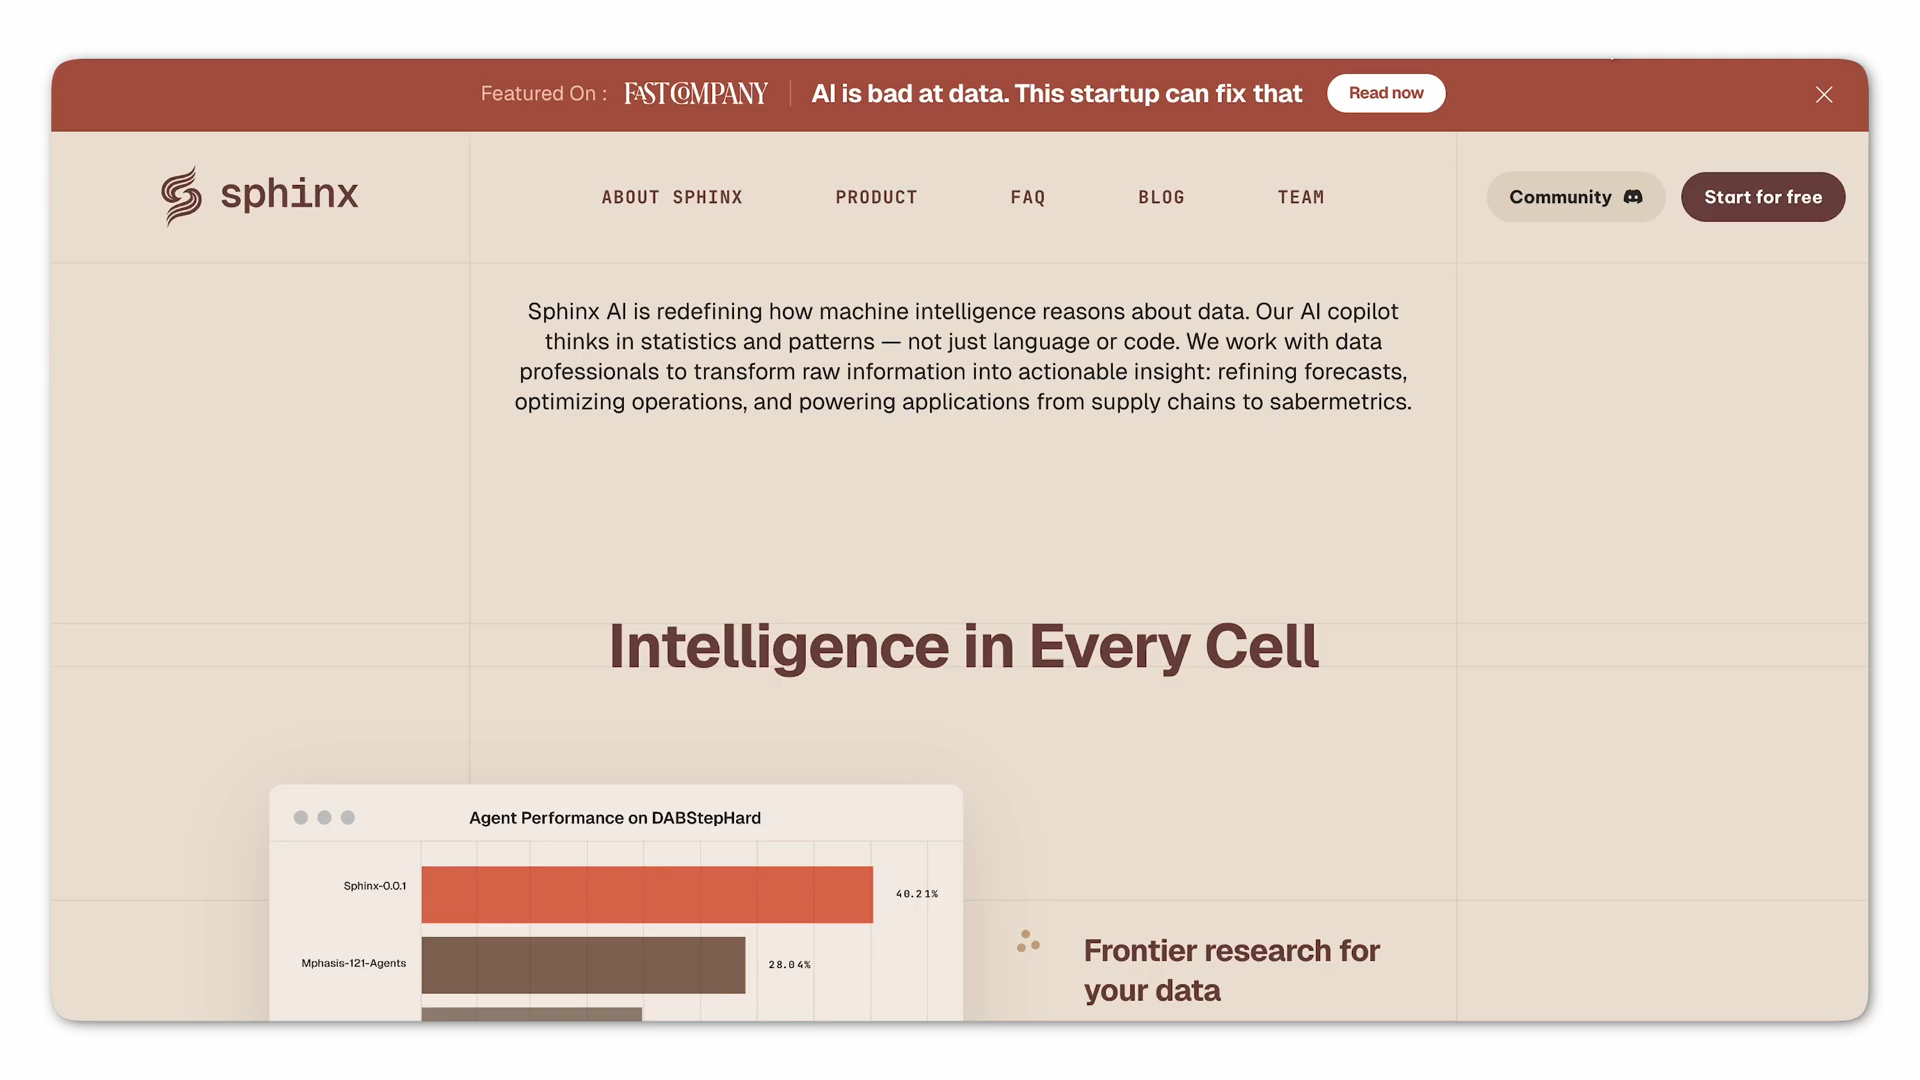 Featured On : FAST COMPANY AI is bad at data. This startup can fix that Read now
sphinx ABOUT SPHINX PRODUCT FAQ BLOG TEAM Community Start for free
Sphinx AI is redefining how machine intelligence reasons about data. Our AI copilot
thinks in statistics and patterns — not just language or code. We work with data
professionals to transform raw information into actionable insight: refining forecasts,
optimizing operations, and powering applications from supply chains to sabermetrics.
Intelligence in Every Cell
Agent Performance on DABStepHard
Sphinx-0.0.1 40.21%
Mphasis-121-Agents 28.04%
Frontier research for
your data